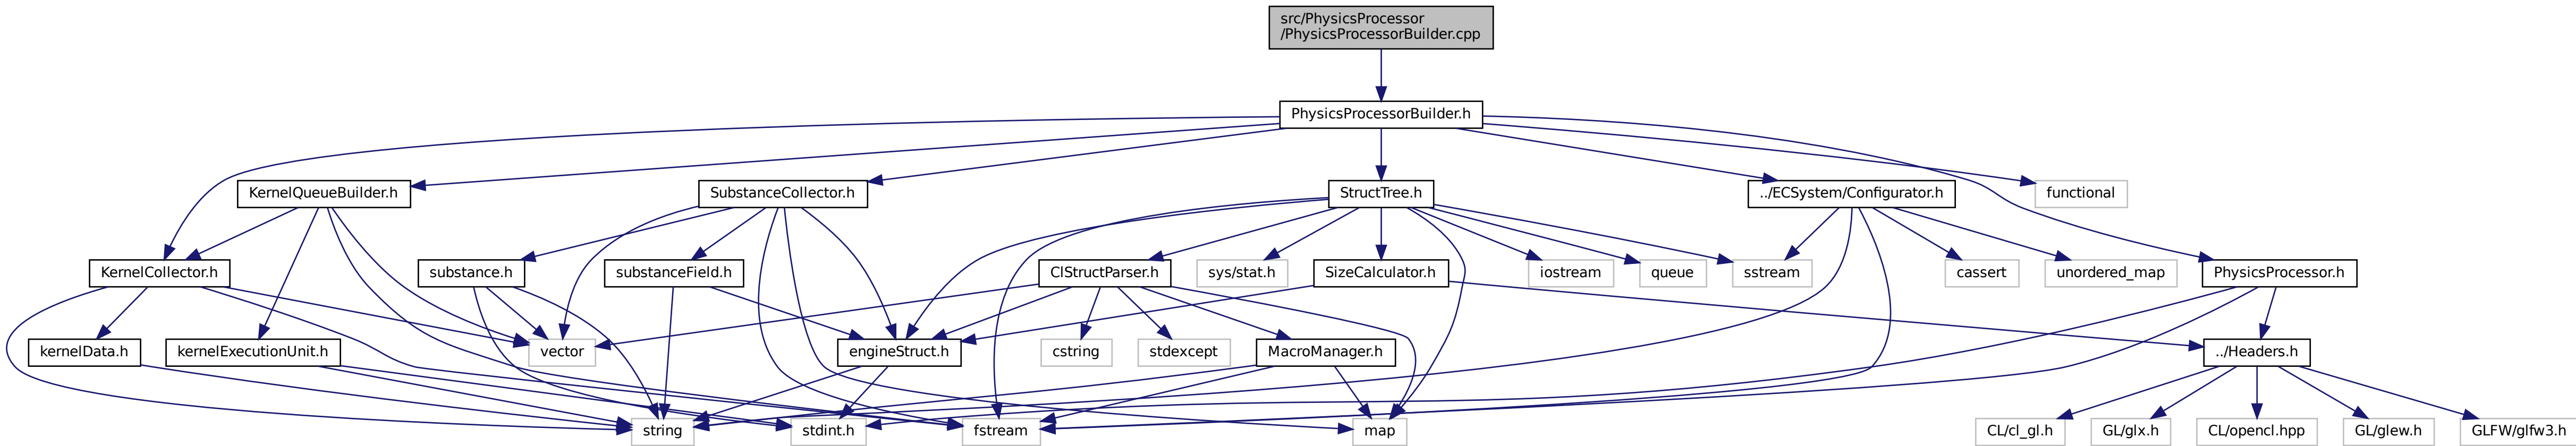 src/PhysicsProcessor
/PhysicsProcessorBuilder.cpp
PhysicsProcessorBuilder.h
KernelQueueBuilder.h
SubstanceCollector.h
StructTree.h
../ECSystem/Configurator.h
functional
KernelCollector.h
substance.h
substanceField.h
ClStructParser.h
sys/stat.h
SizeCalculator.h
iostream
queue
sstream
cassert
unordered_map
PhysicsProcessor.h
kernelData.h
kernelExecutionUnit.h
vector
engineStruct.h
cstring
stdexcept
MacroManager.h
../Headers.h
string
stdint.h
fstream
map
CL/cl_gl.h
GL/glx.h
CL/opencl.hpp
GL/glew.h
GLFW/glfw3.h